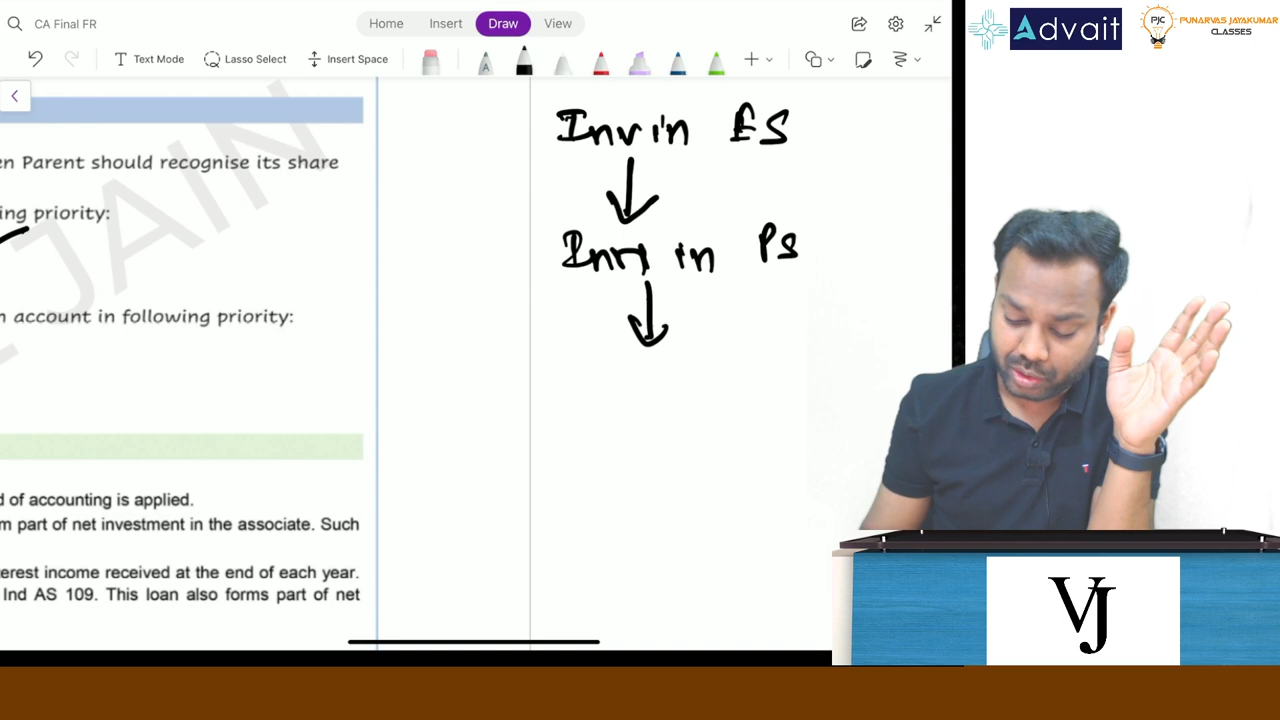 CA Final FR
Home Insert Draw View
Text Mode Lasso Select Insert Space
Advait
PJC PUNARVAS JAYAKUMAR
CLASSES
en Parent should recognise its share
ing priority:
JAIN
n account in following priority:
d of accounting is applied.
m part of net investment in the associate. Such
erest income received at the end of each year.
Ind AS 109. This loan also forms part of net
Inv in ES
in PS
VJ